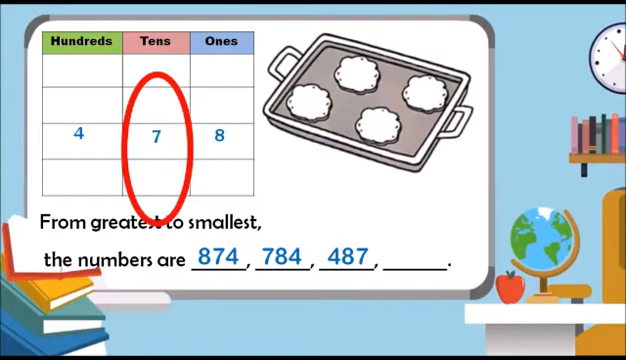 Hundreds Tens Ones
4 7 8
From greatest to smallest,
the numbers are 874, 784, 487, ______.